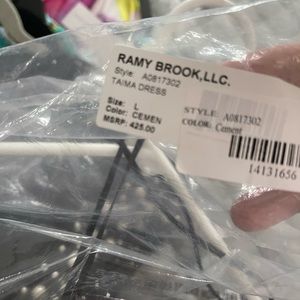 RAMY BROOK,LLC.
Style: A0817302
TAIMA DRESS
Size: L
Color: CEMEN
MSRP: 425.00
STYLE: A0817302
COLOR: Cement
14131656